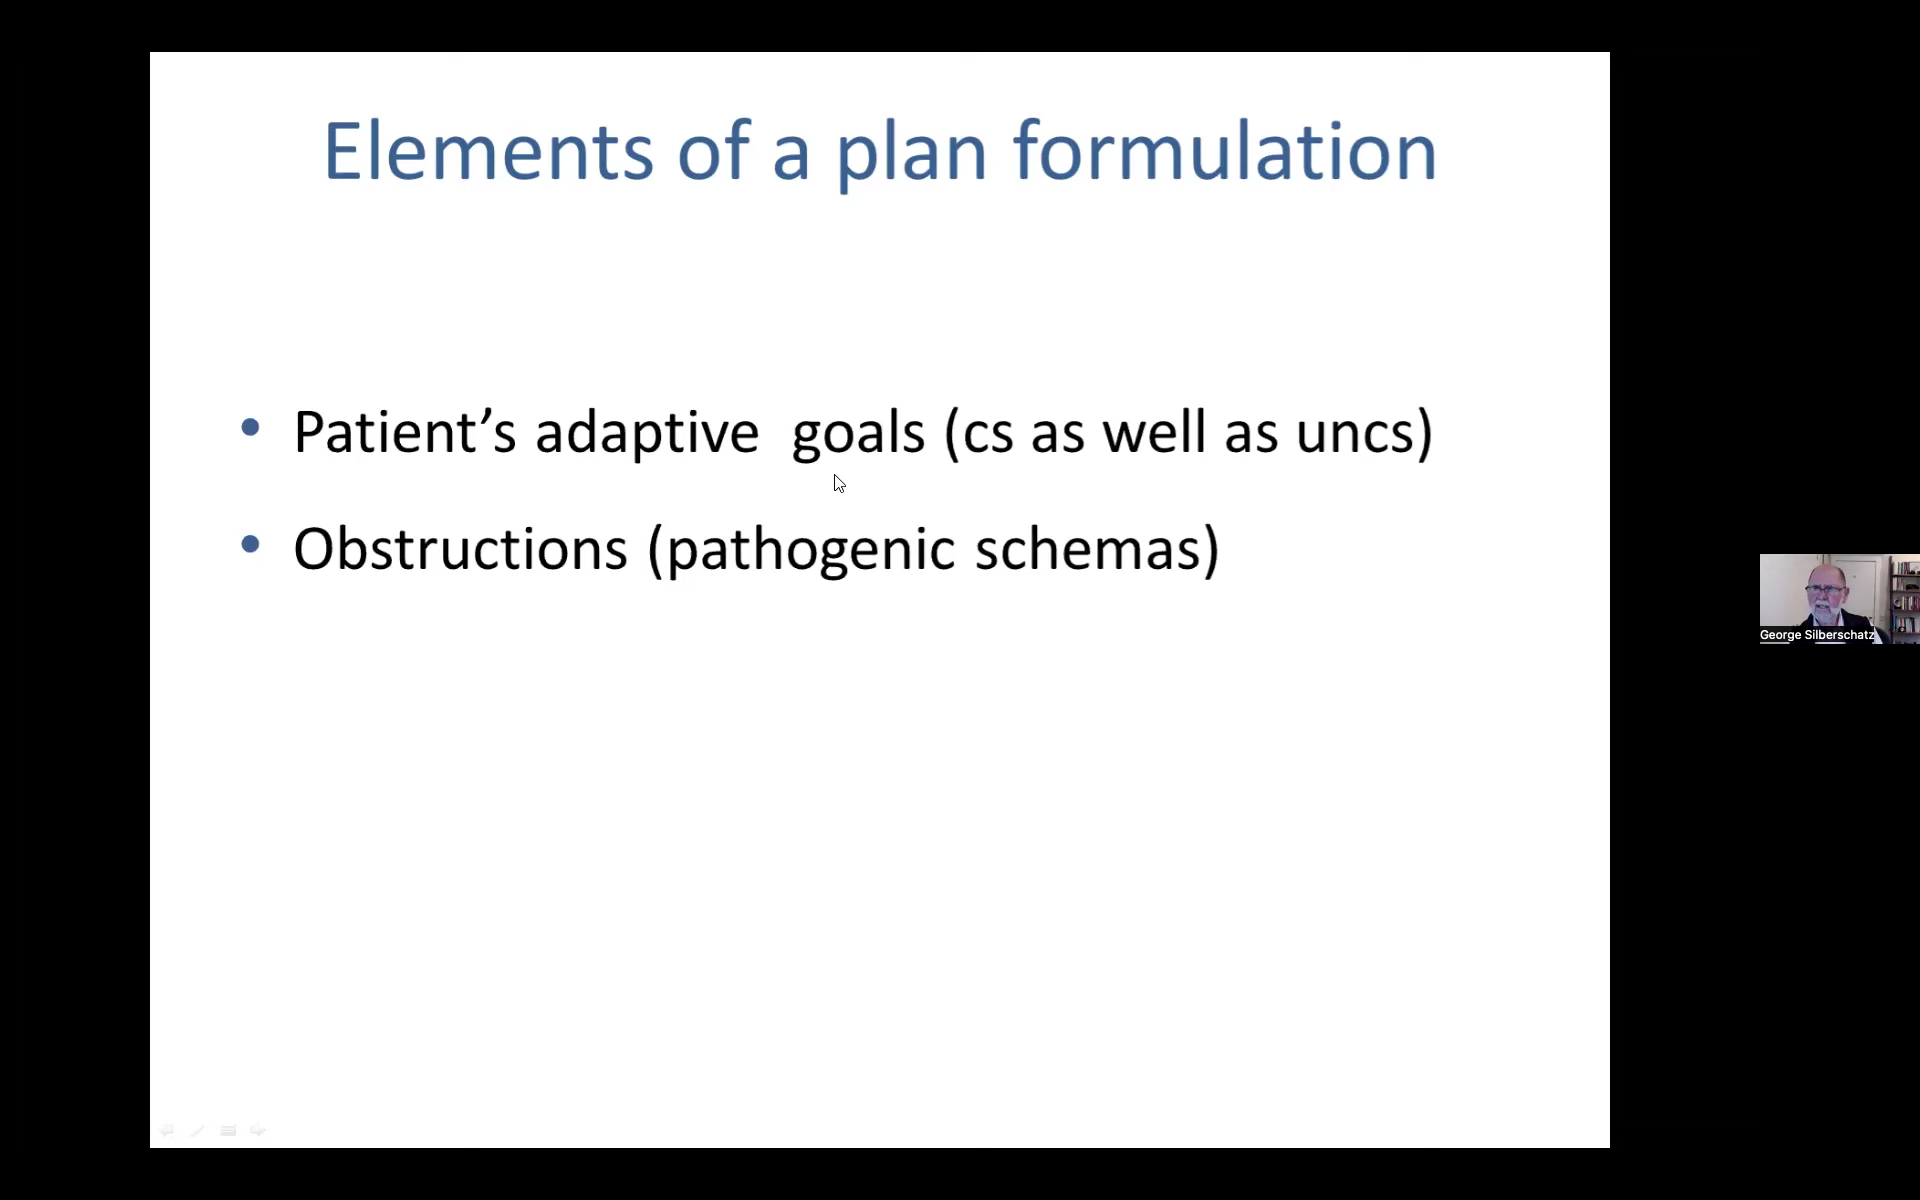 Elements of a plan formulation
• Patient’s adaptive  goals (cs as well as uncs)
• Obstructions (pathogenic schemas)
George Silberschatz